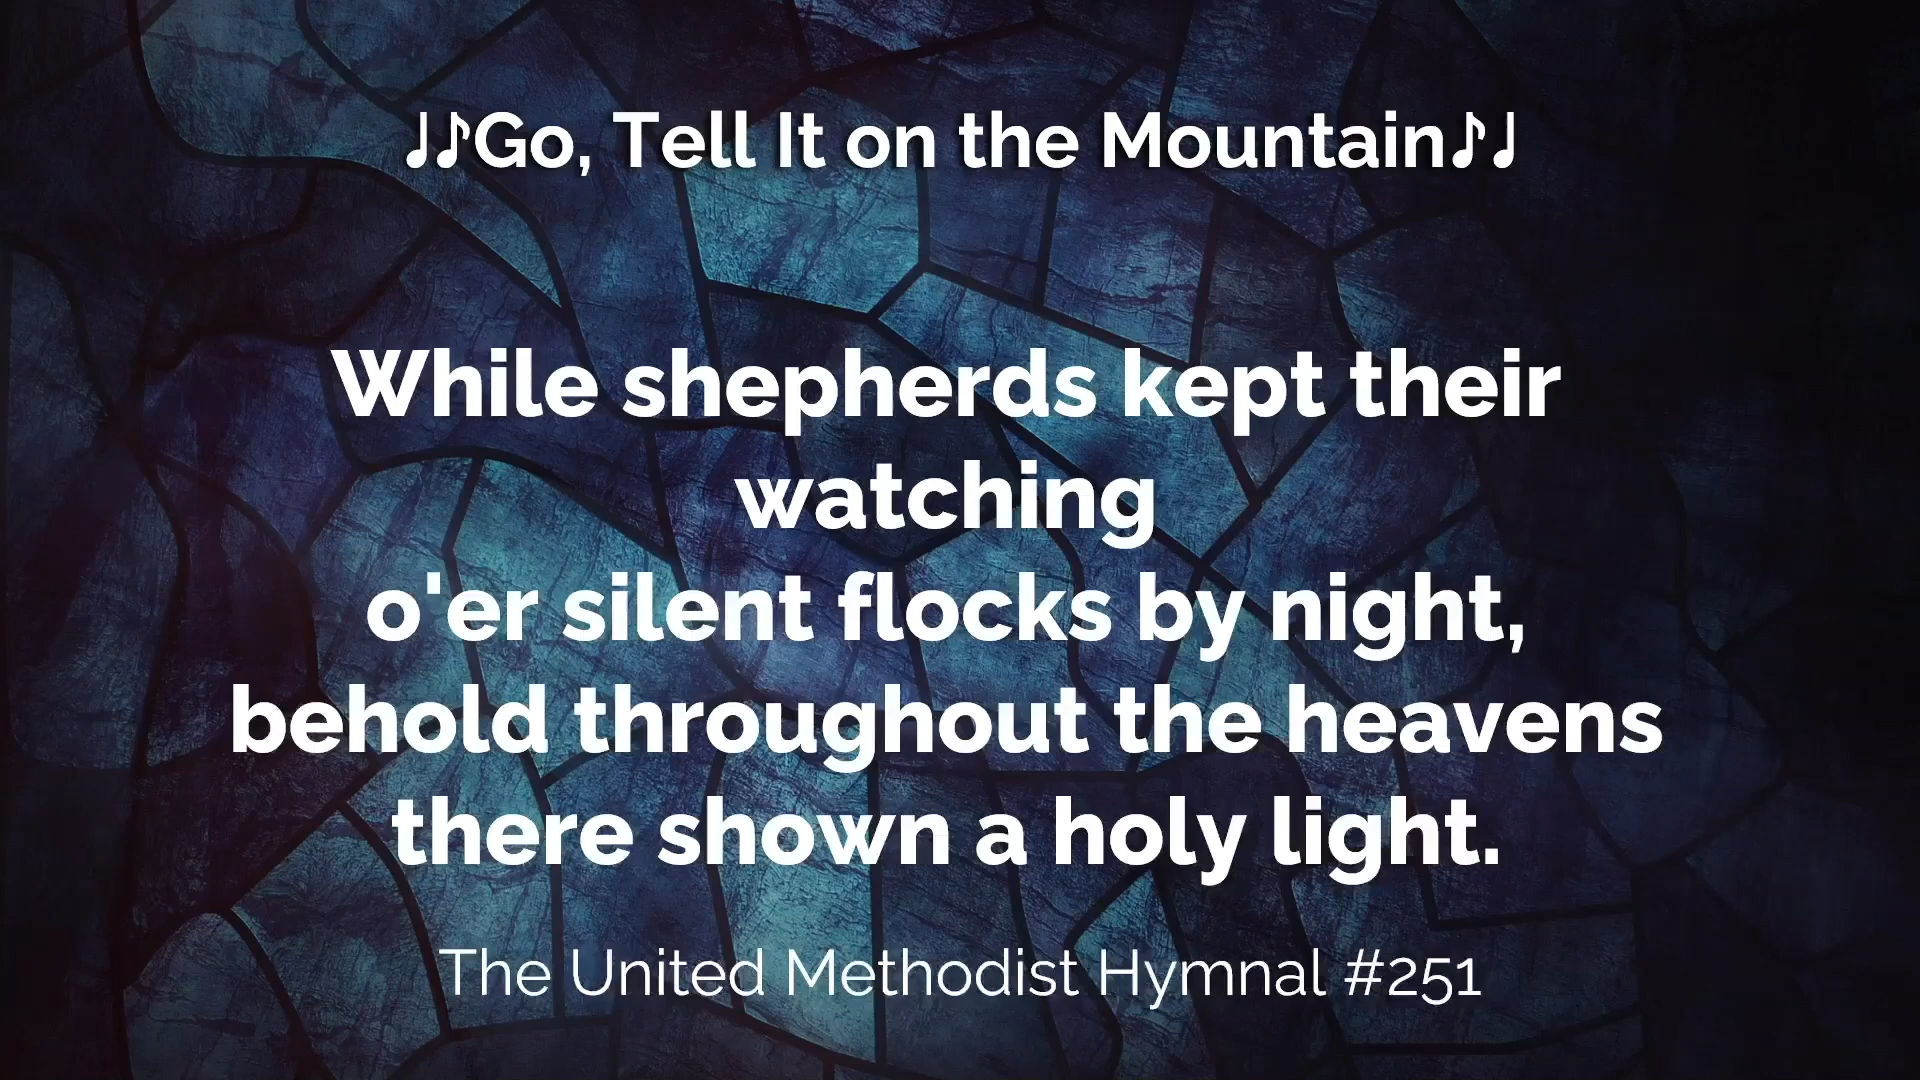 ♩♪Go, Tell It on the Mountain♪♩
While shepherds kept their
watching
o'er silent flocks by night,
behold throughout the heavens
there shown a holy light.
The United Methodist Hymnal #251